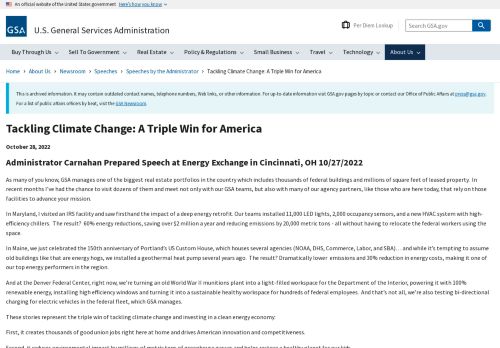 An official website of the United States government Here's how you know
GSA U.S. General Services Administration
Per Diem Lookup
Search GSA.gov
Buy Through Us Sell To Government Real Estate Policy & Regulations Small Business Travel Technology About Us
Home › About Us › Newsroom › Speeches › Speeches by the Administrator › Tackling Climate Change: A Triple Win for America
This is archived information. It may contain outdated contact names, telephone numbers, Web links, or other information. For up-to-date information visit GSA.gov pages by topic or contact our Office of Public Affairs at press@gsa.gov.
For a list of public affairs officers by beat, visit the GSA Newsroom.
Tackling Climate Change: A Triple Win for America
October 28, 2022
Administrator Carnahan Prepared Speech at Energy Exchange in Cincinnati, OH 10/27/2022
As many of you know, GSA manages one of the biggest real estate portfolios in the country which includes thousands of federal buildings and millions of square feet of leased property. In
recent months I've had the chance to visit dozens of them and meet not only with our GSA teams, but also with many of our agency partners, like those who are here today, that rely on those
facilities to advance your mission.
In Maryland, I visited an IRS facility and saw firsthand the impact of a deep energy retrofit. Our teams installed 11,000 LED lights, 2,000 occupancy sensors, and a new HVAC system with high-
efficiency chillers. The result? 60% energy reductions, saving over $2 million a year and reducing emissions by 20,000 metric tons - all without having to relocate the federal workers using the
space.
In Maine, we just celebrated the 150th anniversary of Portland's US Custom House, which houses several agencies (NOAA, DHS, Commerce, Labor, and SBA). . . and while it's tempting to assume
old buildings like that are energy hogs, we installed a geothermal heat pump several years ago. The result? Dramatically lower emissions and 30% reduction in energy costs, making it one of
our top energy performers in the region.
And at the Denver Federal Center, right now, we're turning an old World War II munitions plant into a light-filled workplace for the Department of the Interior, powering it with 100%
renewable energy, installing high-efficiency windows and turning it into a sustainable healthy workspace for hundreds of federal employees. And that's not all, we're also testing bi-directional
charging for electric vehicles in the federal fleet, which GSA manages.
These stories represent the triple win of tackling climate change and investing in a clean energy economy:
First, it creates thousands of good union jobs right here at home and drives American innovation and competitiveness.